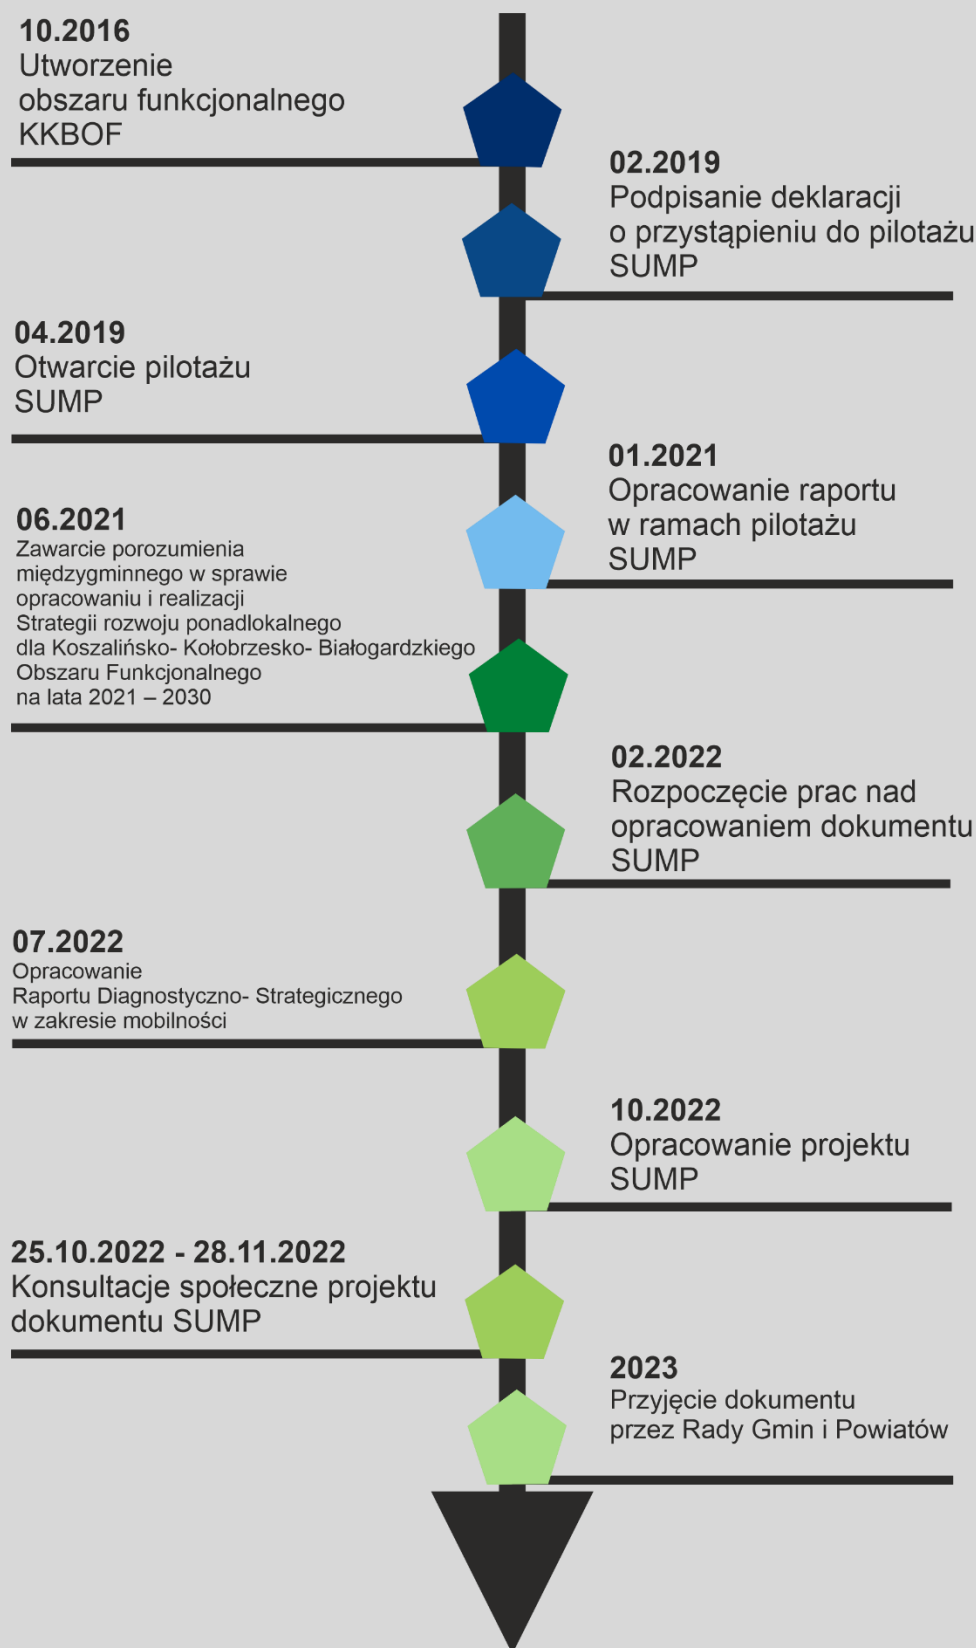 10.2016
Utworzenie
obszaru funkcjonalnego
KKBOF
02.2019
Podpisanie deklaracji
o przystąpieniu do pilotażu
SUMP
04.2019
Otwarcie pilotażu
SUMP
01.2021
Opracowanie raportu
w ramach pilotażu
SUMP
06.2021
Zawarcie porozumienia
międzygminnego w sprawie
opracowaniu i realizacji
Strategii rozwoju ponadlokalnego
dla Koszalińsko- Kołobrzesko- Białogardzkiego
Obszaru Funkcjonalnego
na lata 2021 – 2030
02.2022
Rozpoczęcie prac nad
opracowaniem dokumentu
SUMP
07.2022
Opracowanie
Raportu Diagnostyczno- Strategicznego
w zakresie mobilności
10.2022
Opracowanie projektu
SUMP
25.10.2022 - 28.11.2022
Konsultacje społeczne projektu
dokumentu SUMP
2023
Przyjęcie dokumentu
przez Rady Gmin i Powiatów